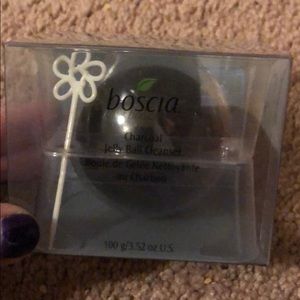 boscia
Charcoal
Jelly Ball Cleanser
Boule de Gelée Nettoyante
au Charbon
100 g/3.52 oz U.S.